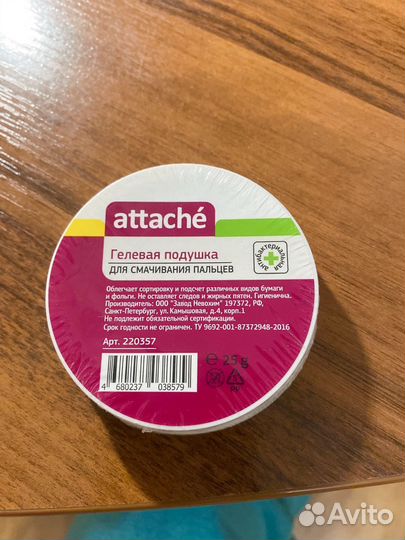 attaché
Гелевая подушка
ДЛЯ СМАЧИВАНИЯ ПАЛЬЦЕВ
антибактериальная
Облегчает сортировку и подсчет различных видов бумаги
и фольги. Не оставляет следов и жирных пятен. Гигиенична.
Производитель: ООО "Завод Невохим" 197372, РФ,
Санкт-Петербург, ул. Камышовая, д.4, корп.1
Не подлежит обязательной сертификации.
Срок годности не ограничен. ТУ 9692-001-87372948-2016
Арт. 220357
25 g
4 680237 038579
Avito